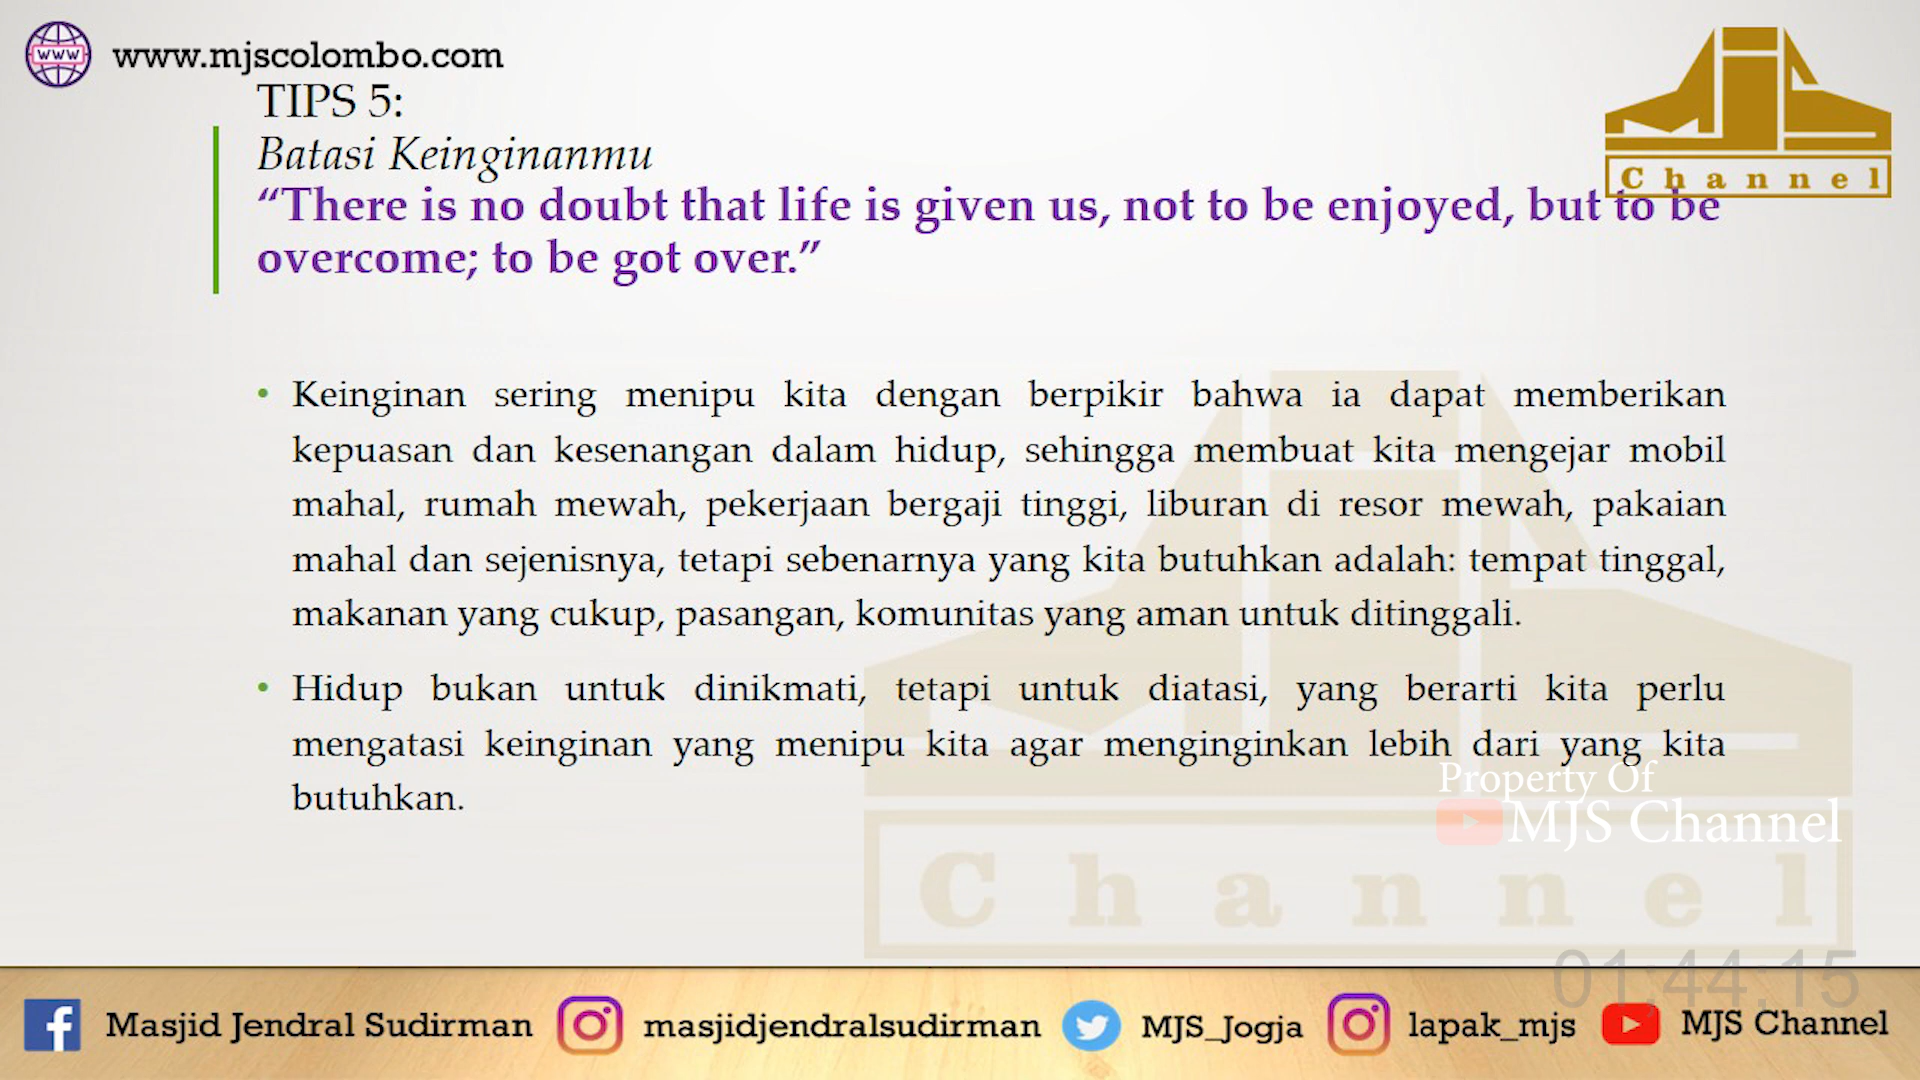 www
www.mjscolombo.com
MJS
Channel
TIPS 5:
Batasi Keinginanmu
“There is no doubt that life is given us, not to be enjoyed, but to be
overcome; to be got over.”
• Keinginan sering menipu kita dengan berpikir bahwa ia dapat memberikan
kepuasan dan kesenangan dalam hidup, sehingga membuat kita mengejar mobil
mahal, rumah mewah, pekerjaan bergaji tinggi, liburan di resor mewah, pakaian
mahal dan sejenisnya, tetapi sebenarnya yang kita butuhkan adalah: tempat tinggal,
makanan yang cukup, pasangan, komunitas yang aman untuk ditinggali.
• Hidup bukan untuk dinikmati, tetapi untuk diatasi, yang berarti kita perlu
mengatasi keinginan yang menipu kita agar menginginkan lebih dari yang kita
butuhkan.
Property Of
MJS Channel
MJS
Channel
01:44:15
Masjid Jendral Sudirman
masjidjendralsudirman
MJS_Jogja
lapak_mjs
MJS Channel